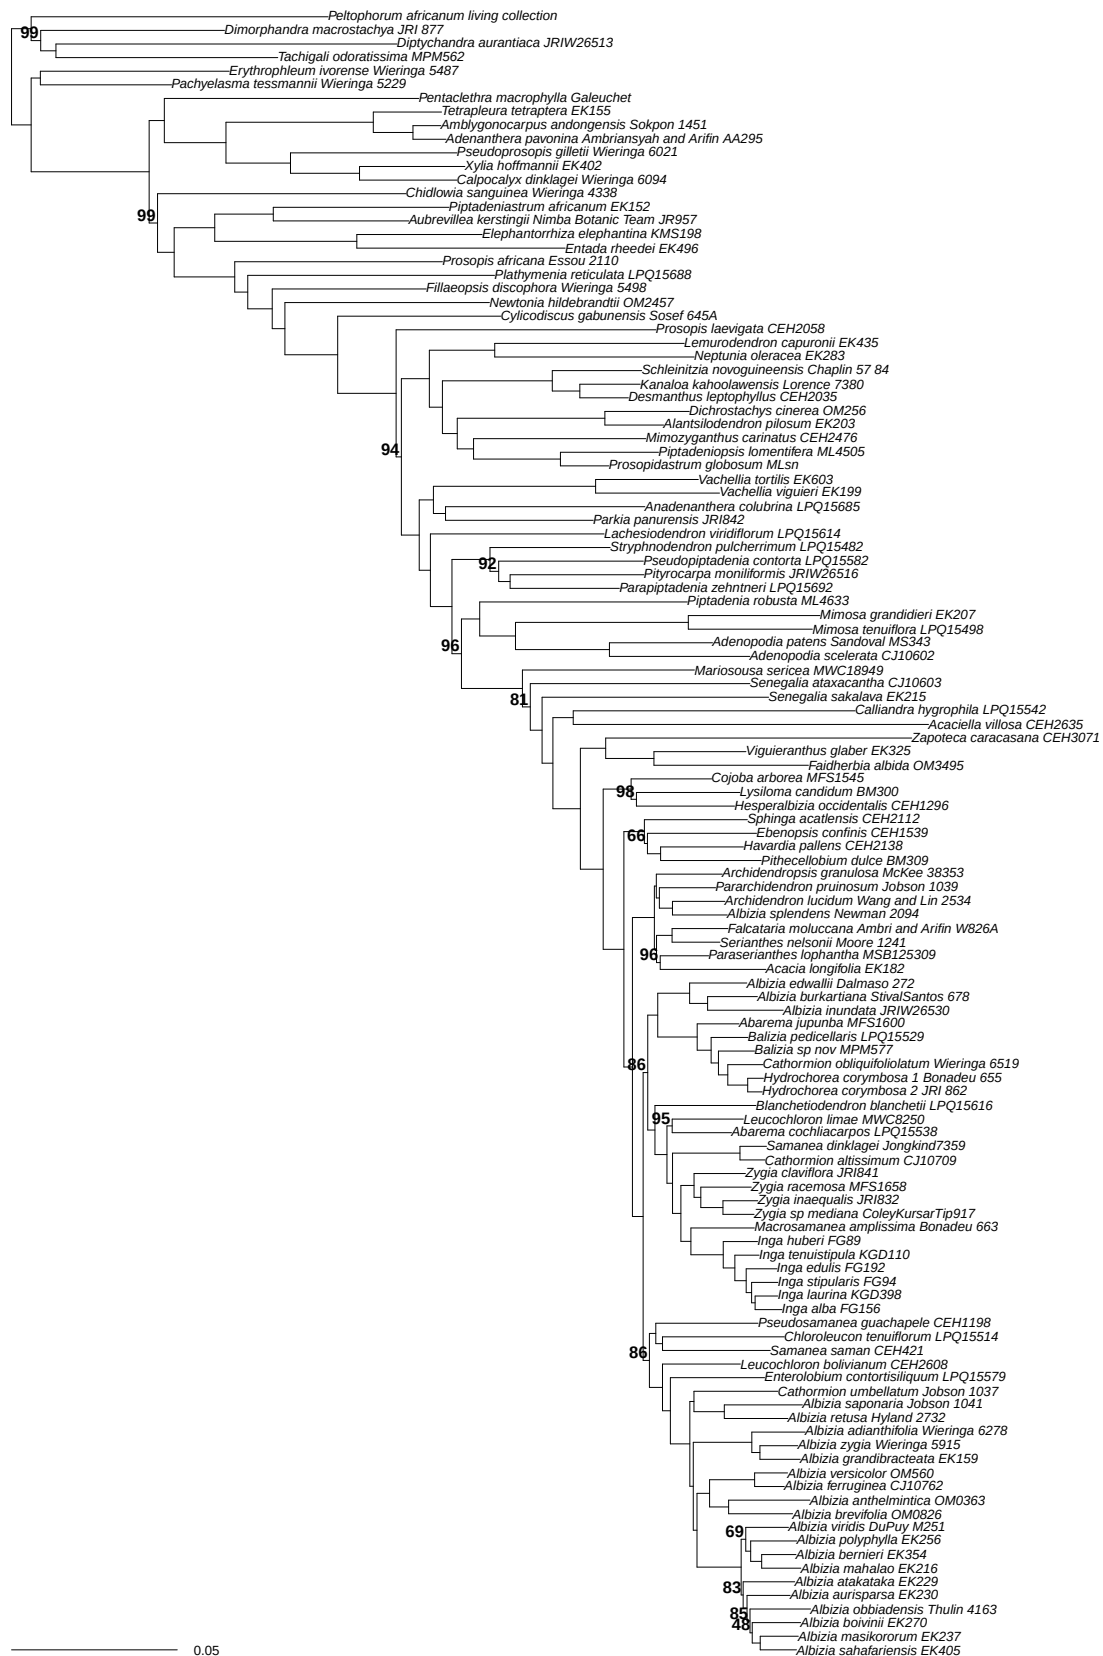 Peltophorum africanum living collection
99
Dimorphandra macrostachya JRI 877
Diptychandra aurantiaca JRIW26513
Tachigali odoratissima MPM562
Erythrophleum ivorense Wieringa 5487
Pachyelasma tessmannii Wieringa 5229
Pentaclethra macrophylla Galeuchet
Tetrapleura tetraptera EK155
Amblygonocarpus andongensis Sokpon 1451
Adenanthera pavonina Ambriansyah and Arifin AA295
Pseudoprosopis gilletii Wieringa 6021
Xylia hoffmannii EK402
Calpocalyx dinklagei Wieringa 6094
Chidlowia sanguinea Wieringa 4338
Piptadeniastrum africanum EK152
99
Aubrevillea kerstingii Nimba Botanic Team JR957
Elephantorrhiza elephantina KMS198
Entada rheedei EK496
Prosopis africana Essou 2110
Plathymenia reticulata LPQ15688
Fillaeopsis discophora Wieringa 5498
Newtonia hildebrandtii OM2457
Cylicodiscus gabunensis Sosef 645A
Prosopis laevigata CEH2058
Lemurodendron capuronii EK435
Neptunia oleracea EK283
Schleinitzia novoguineensis Chaplin 57 84
Kanaloa kahoolawensis Lorence 7380
Desmanthus leptophyllus CEH2035
Dichrostachys cinerea OM256
Alantsilodendron pilosum EK203
Mimozyganthus carinatus CEH2476
94
Piptadeniopsis lomentifera ML4505
Prosopidastrum globosum MLsn
Vachellia tortilis EK603
Vachellia viguieri EK199
Anadenanthera colubrina LPQ15685
Parkia panurensis JRI842
Lachesiodendron viridiflorum LPQ15614
Stryphnodendron pulcherrimum LPQ15482
92
Pseudopiptadenia contorta LPQ15582
Pityrocarpa moniliformis JRIW26516
Parapiptadenia zehntneri LPQ15692
Piptadenia robusta ML4633
Mimosa grandidieri EK207
Mimosa tenuiflora LPQ15498
96
Adenopodia patens Sandoval MS343
Adenopodia scelerata CJ10602
Mariosousa sericea MWC18949
Senegalia ataxacantha CJ10603
81
Senegalia sakalava EK215
Calliandra hygrophila LPQ15542
Acaciella villosa CEH2635
Zapoteca caracasana CEH3071
Viguieranthus glaber EK325
Faidherbia albida OM3495
Cojoba arborea MFS1545
98
Lysiloma candidum BM300
Hesperalbizia occidentalis CEH1296
Sphinga acatlensis CEH2112
66
Ebenopsis confinis CEH1539
Havardia pallens CEH2138
Pithecellobium dulce BM309
Archidendropsis granulosa McKee 38353
Pararchidendron pruinosum Jobson 1039
Archidendron lucidum Wang and Lin 2534
Albizia splendens Newman 2094
Falcataria moluccana Ambri and Arifin W826A
Serianthes nelsonii Moore 1241
96
Paraserianthes lophantha MSB125309
Acacia longifolia EK182
Albizia edwallii Dalmaso 272
Albizia burkartiana StivalSantos 678
Albizia inundata JRIW26530
Abarema jupunba MFS1600
Balizia pedicellaris LPQ15529
Balizia sp nov MPM577
86
Cathormion obliquifoliolatum Wieringa 6519
Hydrochorea corymbosa 1 Bonadeu 655
Hydrochorea corymbosa 2 JRI 862
Blanchetiodendron blanchetii LPQ15616
95
Leucochloron limae MWC8250
Abarema cochliacarpos LPQ15538
Samanea dinklagei Jongkind7359
Cathormion altissimum CJ10709
Zygia claviflora JRI841
Zygia racemosa MFS1658
Zygia inaequalis JRI832
Zygia sp mediana ColeyKursarTip917
Macrosamanea amplissima Bonadeu 663
Inga huberi FG89
Inga tenuistipula KGD110
Inga edulis FG192
Inga stipularis FG94
Inga laurina KGD398
Inga alba FG156
Pseudosamanea guachapele CEH1198
Chloroleucon tenuiflorum LPQ15514
86
Samanea saman CEH421
Leucochloron bolivianum CEH2608
Enterolobium contortisiliquum LPQ15579
Cathormion umbellatum Jobson 1037
Albizia saponaria Jobson 1041
Albizia retusa Hyland 2732
Albizia adianthifolia Wieringa 6278
Albizia zygia Wieringa 5915
Albizia grandibracteata EK159
Albizia versicolor OM560
Albizia ferruginea CJ10762
Albizia anthelmintica OM0363
Albizia brevifolia OM0826
Albizia viridis DuPuy M251
69
Albizia polyphylla EK256
Albizia bernieri EK354
Albizia mahalao EK216
Albizia atakataka EK229
83
Albizia aurisparsa EK230
Albizia obbiadensis Thulin 4163
85
Albizia boivinii EK270
48
Albizia masikororum EK237
Albizia sahafariensis EK405
0.05